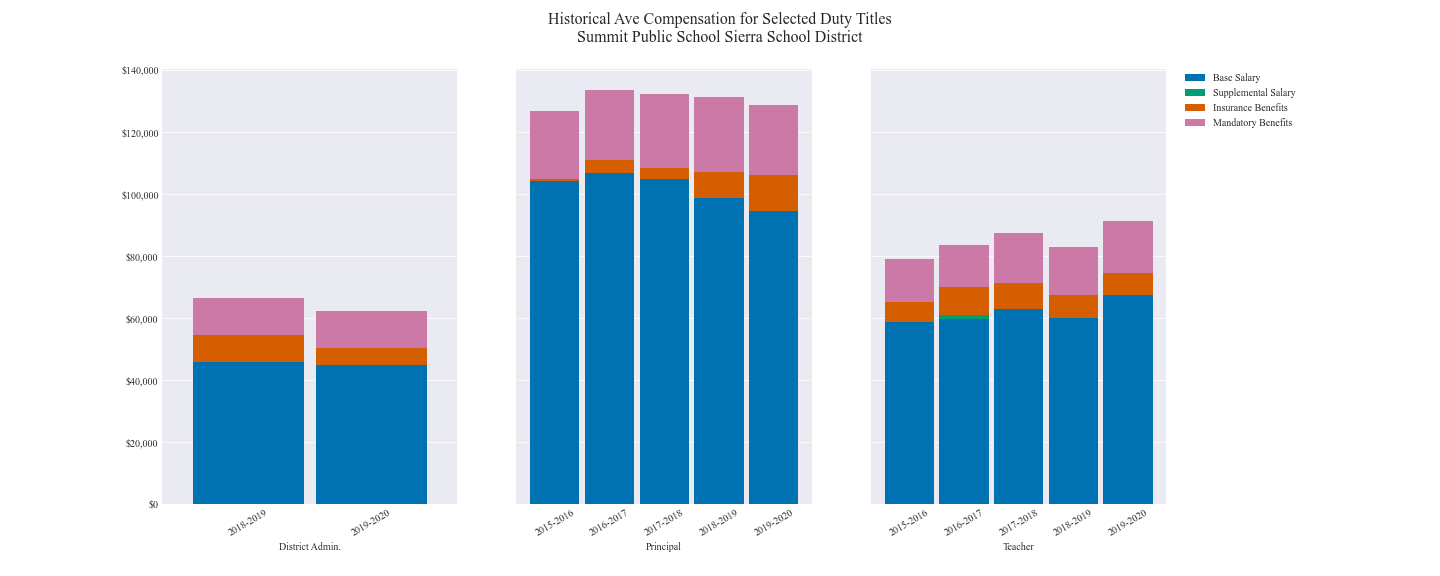 Historical Ave Compensation for Selected Duty Titles
Summit Public School Sierra School District
$140,000
$120,000
$100,000
$80,000
$60,000
$40,000
$20,000
$0
2018-2019
2019-2020
District Admin.
2015-2016
2016-2017
2017-2018
2018-2019
2019-2020
Principal
2015-2016
2016-2017
2017-2018
2018-2019
2019-2020
Teacher
Base Salary
Supplemental Salary
Insurance Benefits
Mandatory Benefits